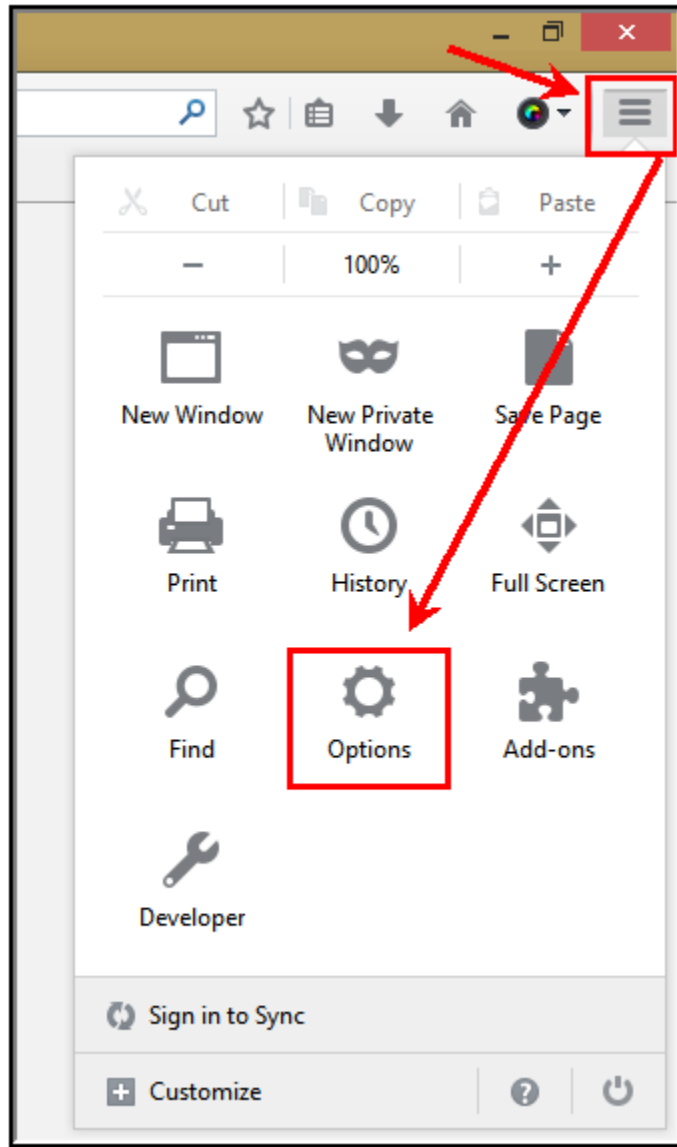 Cut Copy Paste
− 100% +
New Window New Private Window Save Page
Print History Full Screen
Find Options Add-ons
Developer
Sign in to Sync
Customize